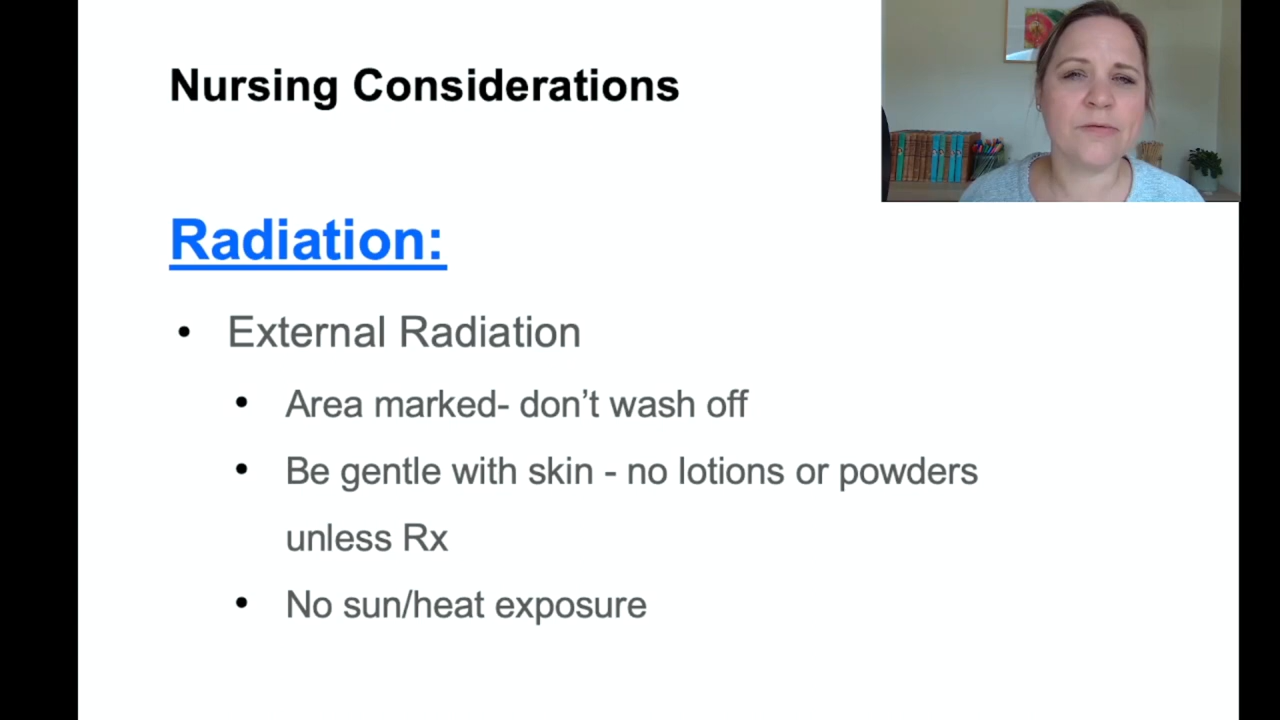 Nursing Considerations
Radiation:
• External Radiation
• Area marked- don’t wash off
• Be gentle with skin - no lotions or powders
unless Rx
• No sun/heat exposure